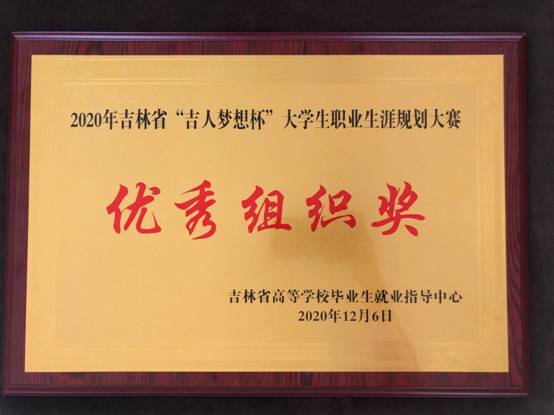 2020年吉林省“吉人梦想杯”大学生职业生涯规划大赛
优秀组织奖
吉林省高等学校毕业生就业指导中心
2020年12月6日